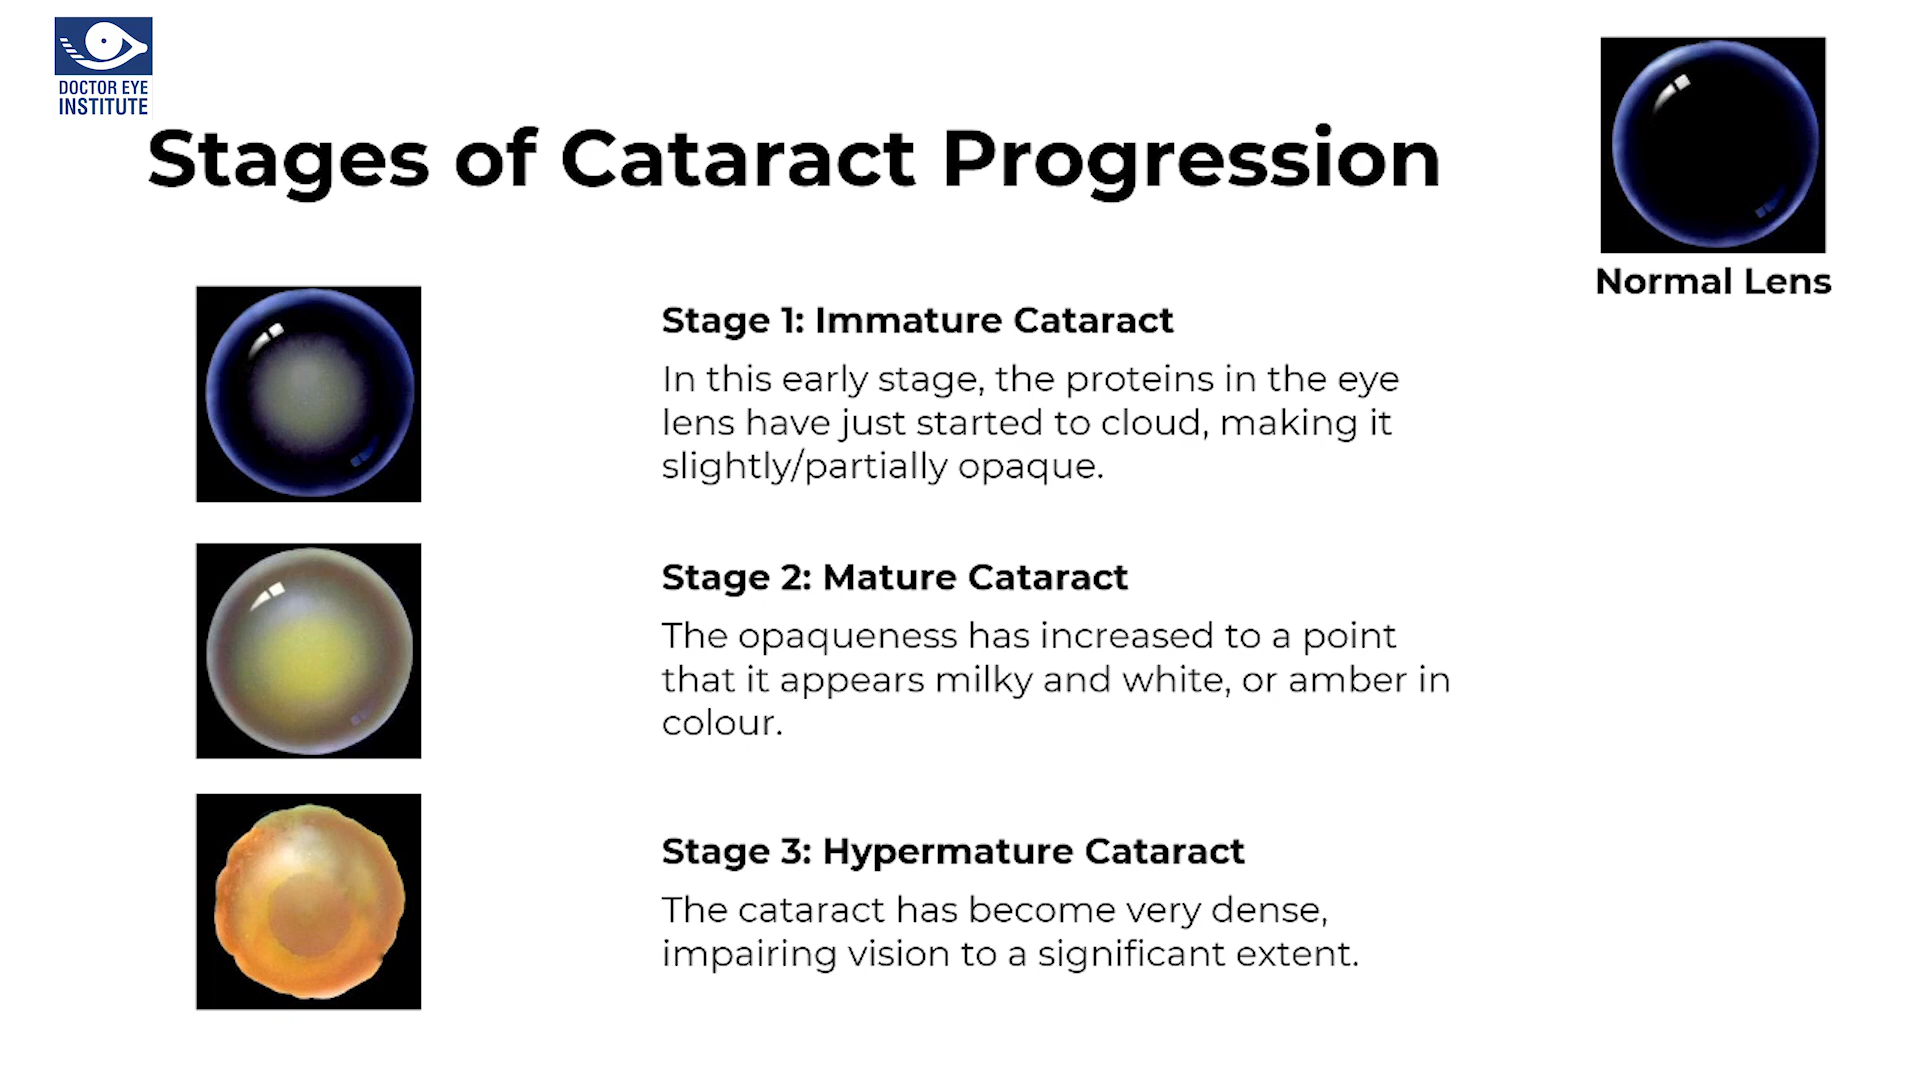 DOCTOR EYE
INSTITUTE
Stages of Cataract Progression
Normal Lens
Stage 1: Immature Cataract
In this early stage, the proteins in the eye
lens have just started to cloud, making it
slightly/partially opaque.
Stage 2: Mature Cataract
The opaqueness has increased to a point
that it appears milky and white, or amber in
colour.
Stage 3: Hypermature Cataract
The cataract has become very dense,
impairing vision to a significant extent.